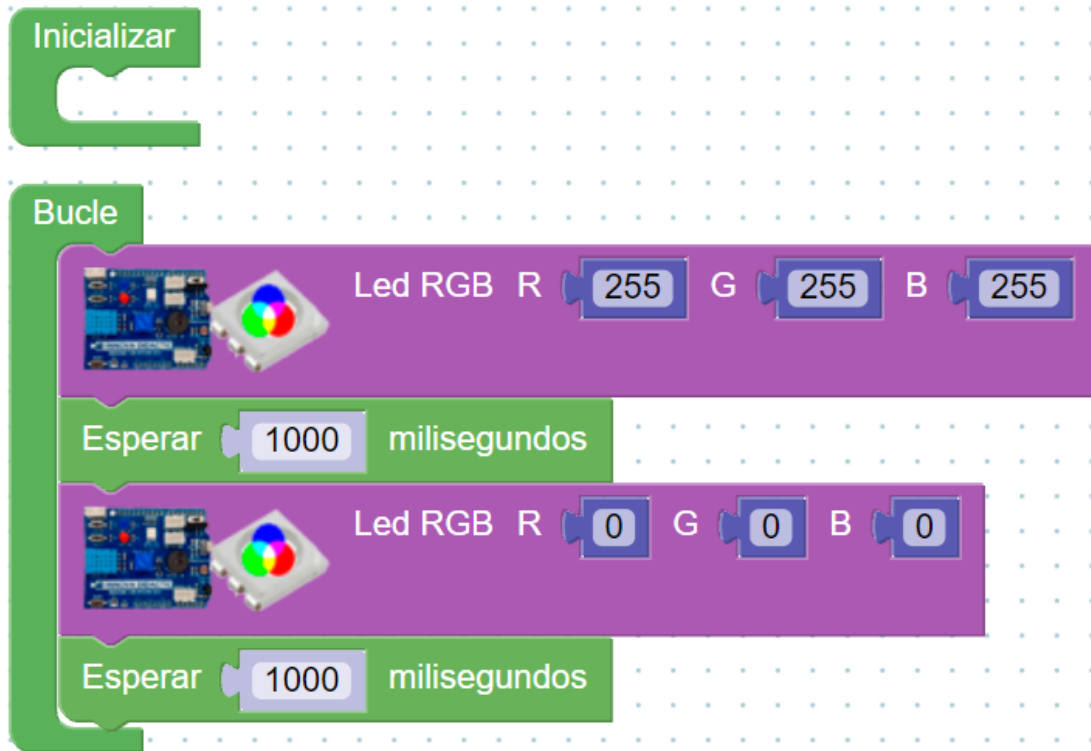 Inicializar
Bucle
Led RGB R 255 G 255 B 255
Esperar 1000 milisegundos
Led RGB R 0 G 0 B 0
Esperar 1000 milisegundos